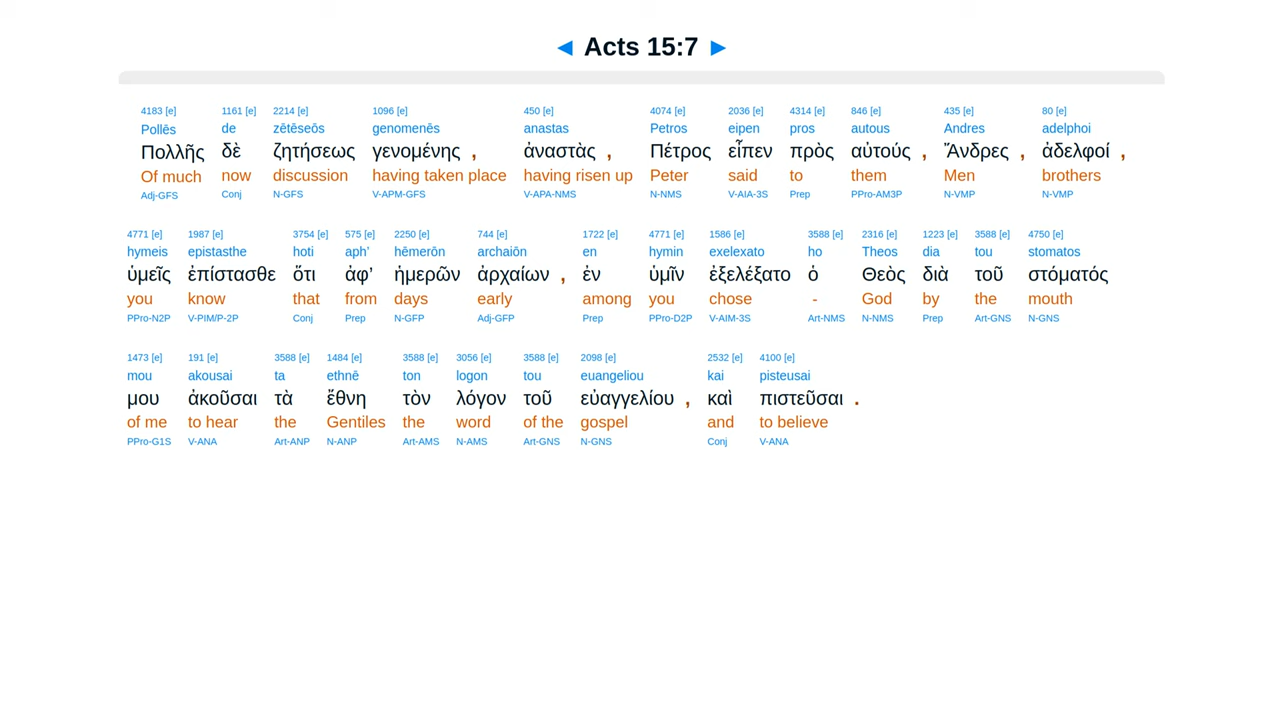 ◄ Acts 15:7 ►
4183 [e] 1161 [e] 2214 [e] 1096 [e] 450 [e] 4074 [e] 2036 [e] 4314 [e] 846 [e] 435 [e] 80 [e]
Pollēs de zētēseōs genomenēs anastas Petros eipen pros autous Andres adelphoi
Πολλῆς δὲ ζητήσεως γενομένης , ἀναστὰς , Πέτρος εἶπεν πρὸς αὐτούς , Ἄνδρες , ἀδελφοί ,
Of much now discussion having taken place having risen up Peter said to them Men brothers
Adj-GFS Conj N-GFS V-APM-GFS V-APA-NMS N-NMS V-AIA-3S Prep PPro-AM3P N-VMP N-VMP
4771 [e] 1987 [e] 3754 [e] 575 [e] 2250 [e] 744 [e] 1722 [e] 4771 [e] 1586 [e] 3588 [e] 2316 [e] 1223 [e] 3588 [e] 4750 [e]
hymeis epistasthe hoti aph’ hēmerōn archaiōn en hymin exelexato ho Theos dia tou stomatos
ὑμεῖς ἐπίστασθε ὅτι ἀφ’ ἡμερῶν ἀρχαίων , ἐν ὑμῖν ἐξελέξατο ὁ Θεὸς διὰ τοῦ στόματός
you know that from days early among you chose - God by the mouth
PPro-N2P V-PIM/P-2P Conj Prep N-GFP Adj-GFP Prep PPro-D2P V-AIM-3S Art-NMS N-NMS Prep Art-GNS N-GNS
1473 [e] 191 [e] 3588 [e] 1484 [e] 3588 [e] 3056 [e] 3588 [e] 2098 [e] 2532 [e] 4100 [e]
mou akousai ta ethnē ton logon tou euangeliou kai pisteusai
μου ἀκοῦσαι τὰ ἔθνη τὸν λόγον τοῦ εὐαγγελίου , καὶ πιστεῦσαι .
of me to hear the Gentiles the word of the gospel and to believe
PPro-G1S V-ANA Art-ANP N-ANP Art-AMS N-AMS Art-GNS N-GNS Conj V-ANA